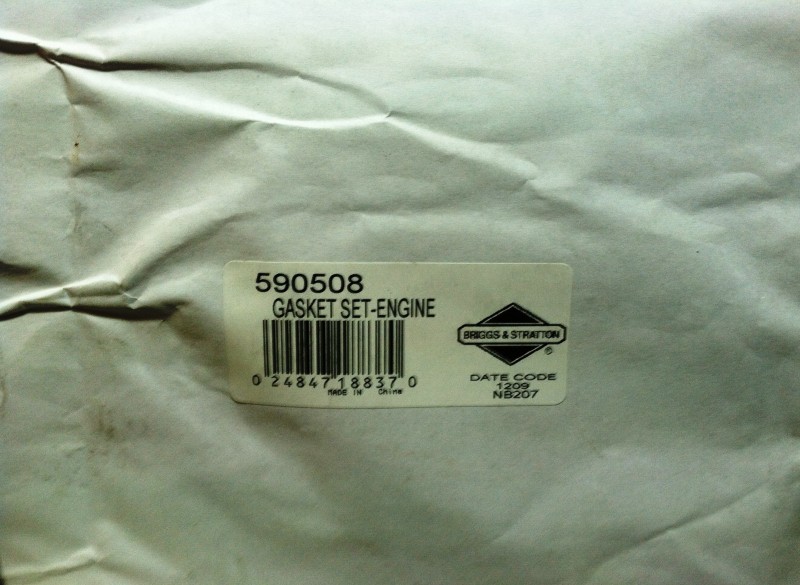 590508
GASKET SET-ENGINE
BRIGGS & STRATTON
®
0 24847 18837 0
MADE IN CHINA
DATE CODE
1209
NB207